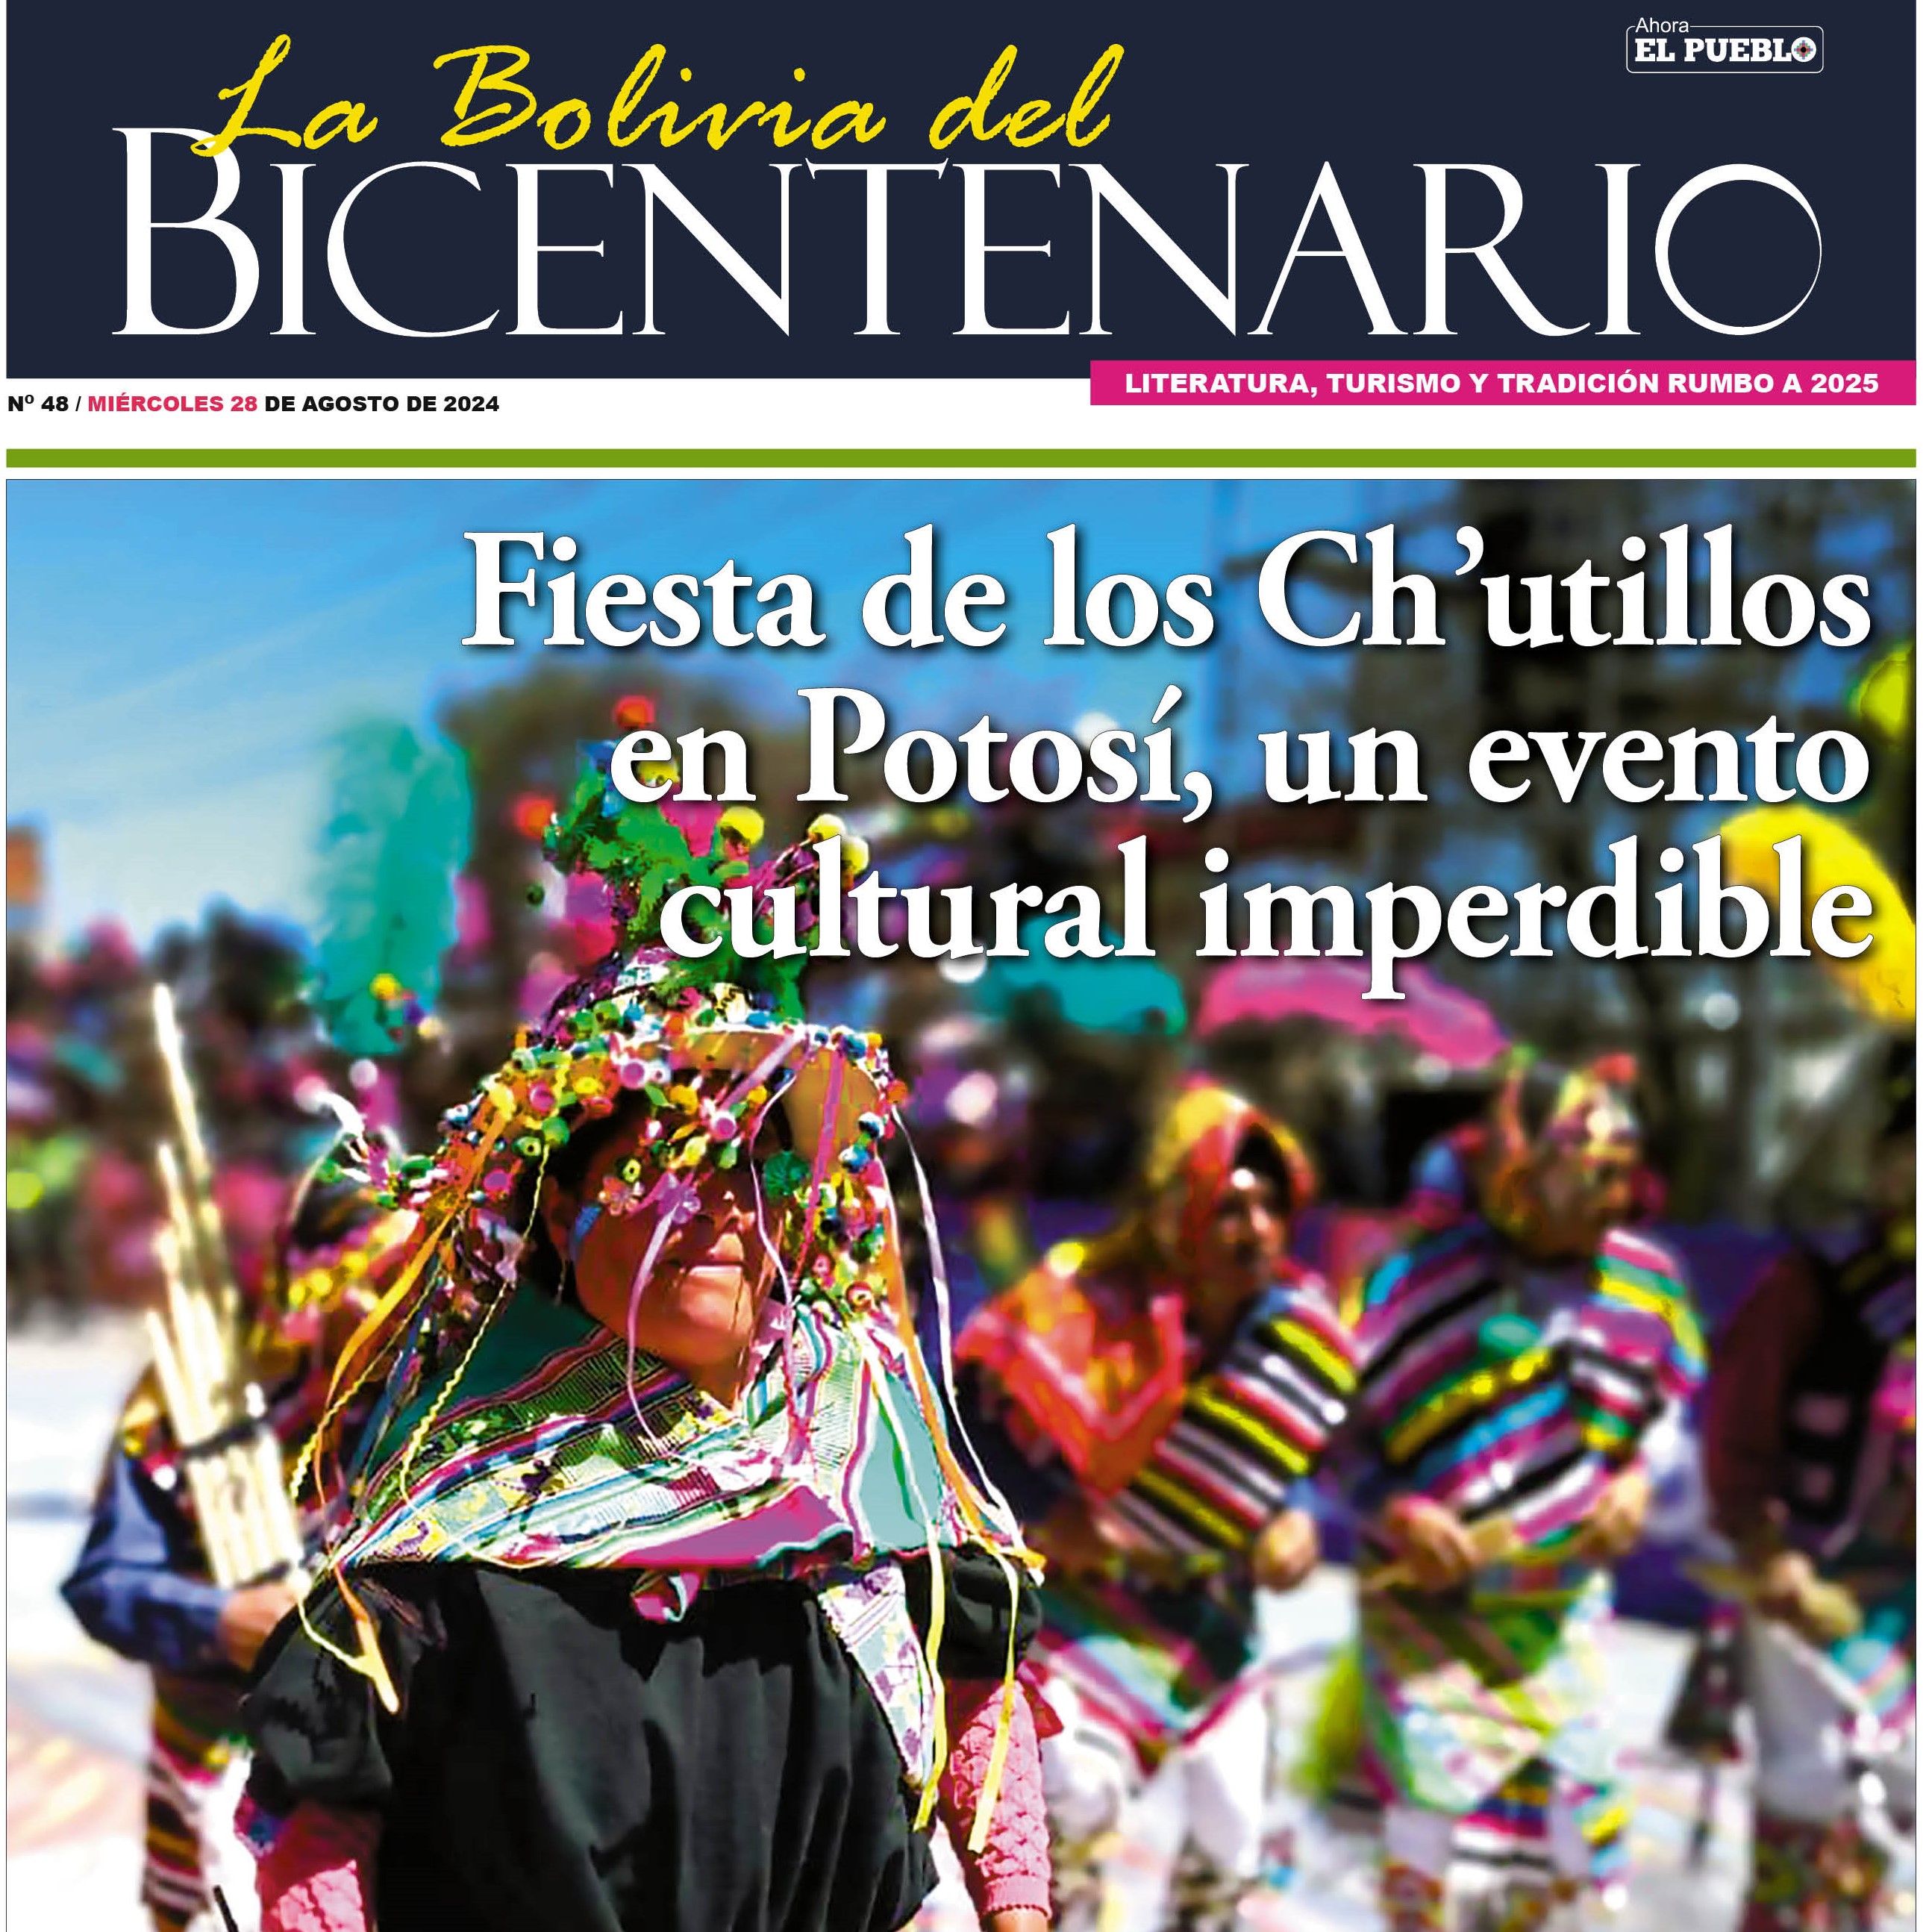 Ahora
EL PUEBLO
La Bolivia del
BICENTENARIO
LITERATURA, TURISMO Y TRADICIÓN RUMBO A 2025
Nº 48 / MIÉRCOLES 28 DE AGOSTO DE 2024
Fiesta de los Ch’utillos
en Potosí, un evento
cultural imperdible